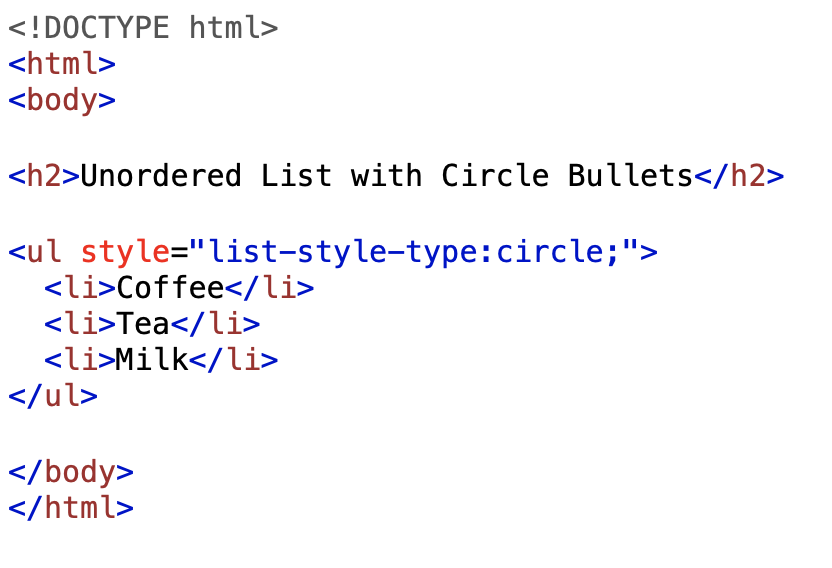 <!DOCTYPE html>
<html>
<body>

<h2>Unordered List with Circle Bullets</h2>

<ul style="list-style-type:circle;">
  <li>Coffee</li>
  <li>Tea</li>
  <li>Milk</li>
</ul>

</body>
</html>